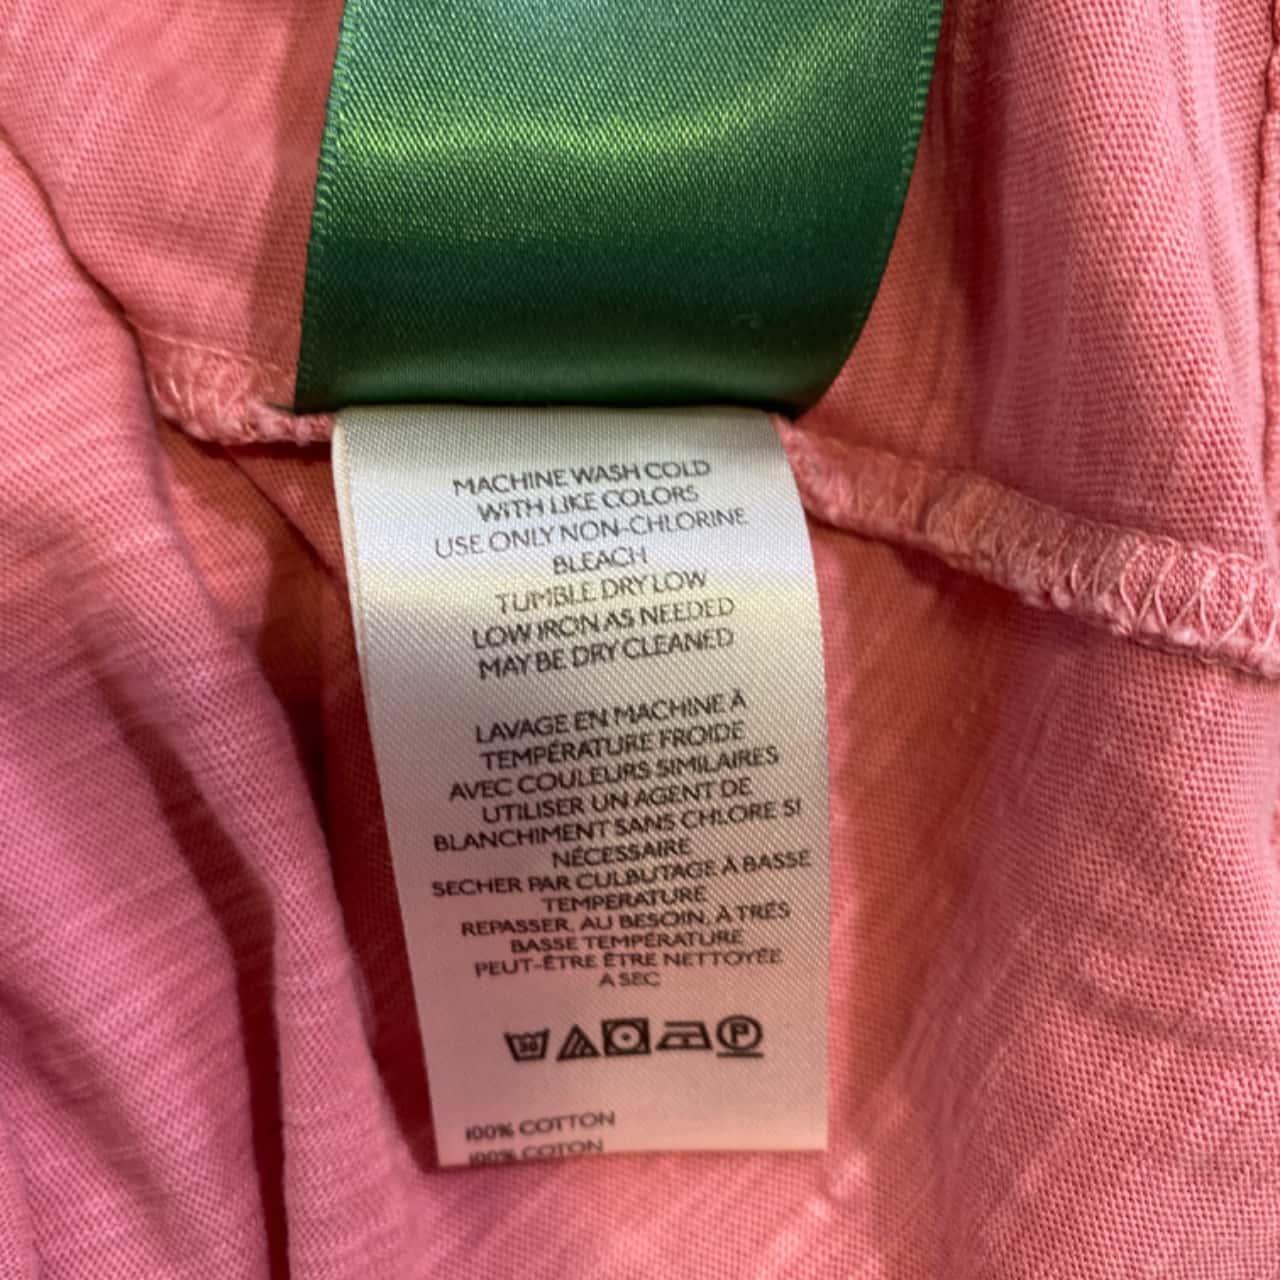 MACHINE WASH COLD
WITH LIKE COLORS
USE ONLY NON-CHLORINE
BLEACH
TUMBLE DRY LOW
LOW IRON AS NEEDED
MAY BE DRY CLEANED
LAVAGE EN MACHINE À
TEMPÉRATURE FROIDE
AVEC COULEURS SIMILAIRES
UTILISER UN AGENT DE
BLANCHIMENT SANS CHLORE SI
NÉCESSAIRE
SECHER PAR CULBUTAGE À BASSE
TEMPERATURE
REPASSER, AU BESOIN, À TRÈS
BASSE TEMPÉRATURE
PEUT-ÊTRE ÊTRE NETTOYÉE
A SEC
30 P
100% COTTON
100% COTON